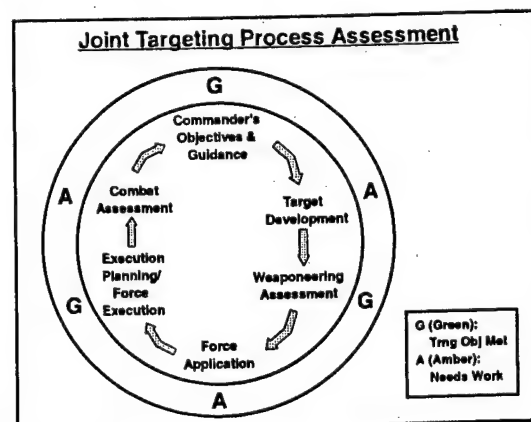 Joint Targeting Process Assessment
G
Commander's
Objectives &
Guidance
A
Target
Development
G
Weaponeering
Assessment
A
Force
Application
G
Execution
Planning/
Force
Execution
A
Combat
Assessment
G (Green):
Trng Obj Met
A (Amber):
Needs Work